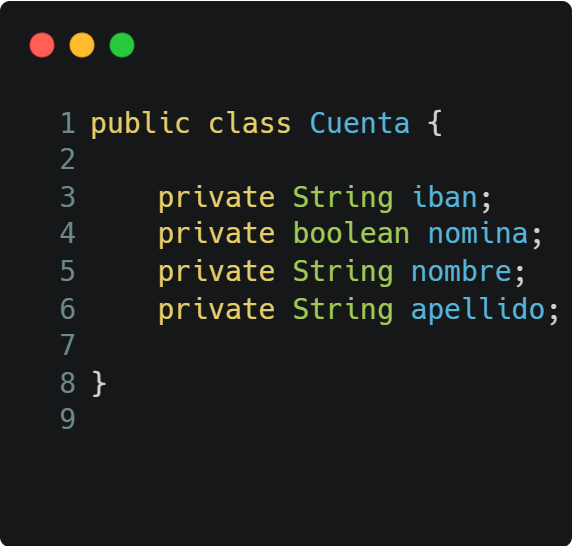 1 public class Cuenta {
2
3     private String iban;
4     private boolean nomina;
5     private String nombre;
6     private String apellido;
7
8 }
9